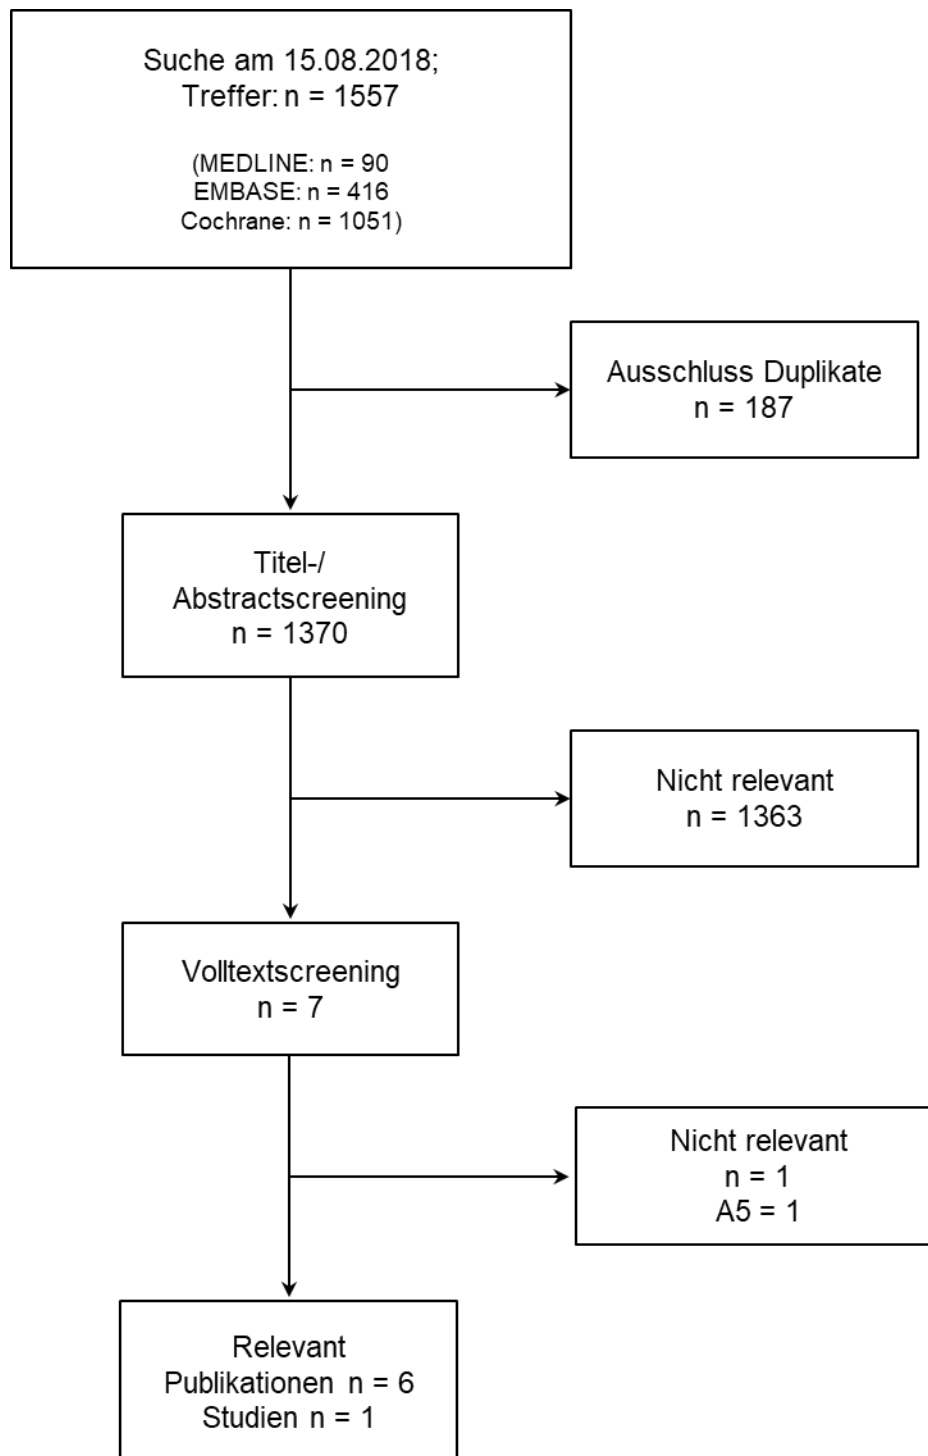 Suche am 15.08.2018;
Treffer: n = 1557
(MEDLINE: n = 90
EMBASE: n = 416
Cochrane: n = 1051)
Ausschluss Duplikate
n = 187
Titel-/
Abstractscreening
n = 1370
Nicht relevant
n = 1363
Volltextscreening
n = 7
Nicht relevant
n = 1
A5 = 1
Relevant
Publikationen n = 6
Studien n = 1